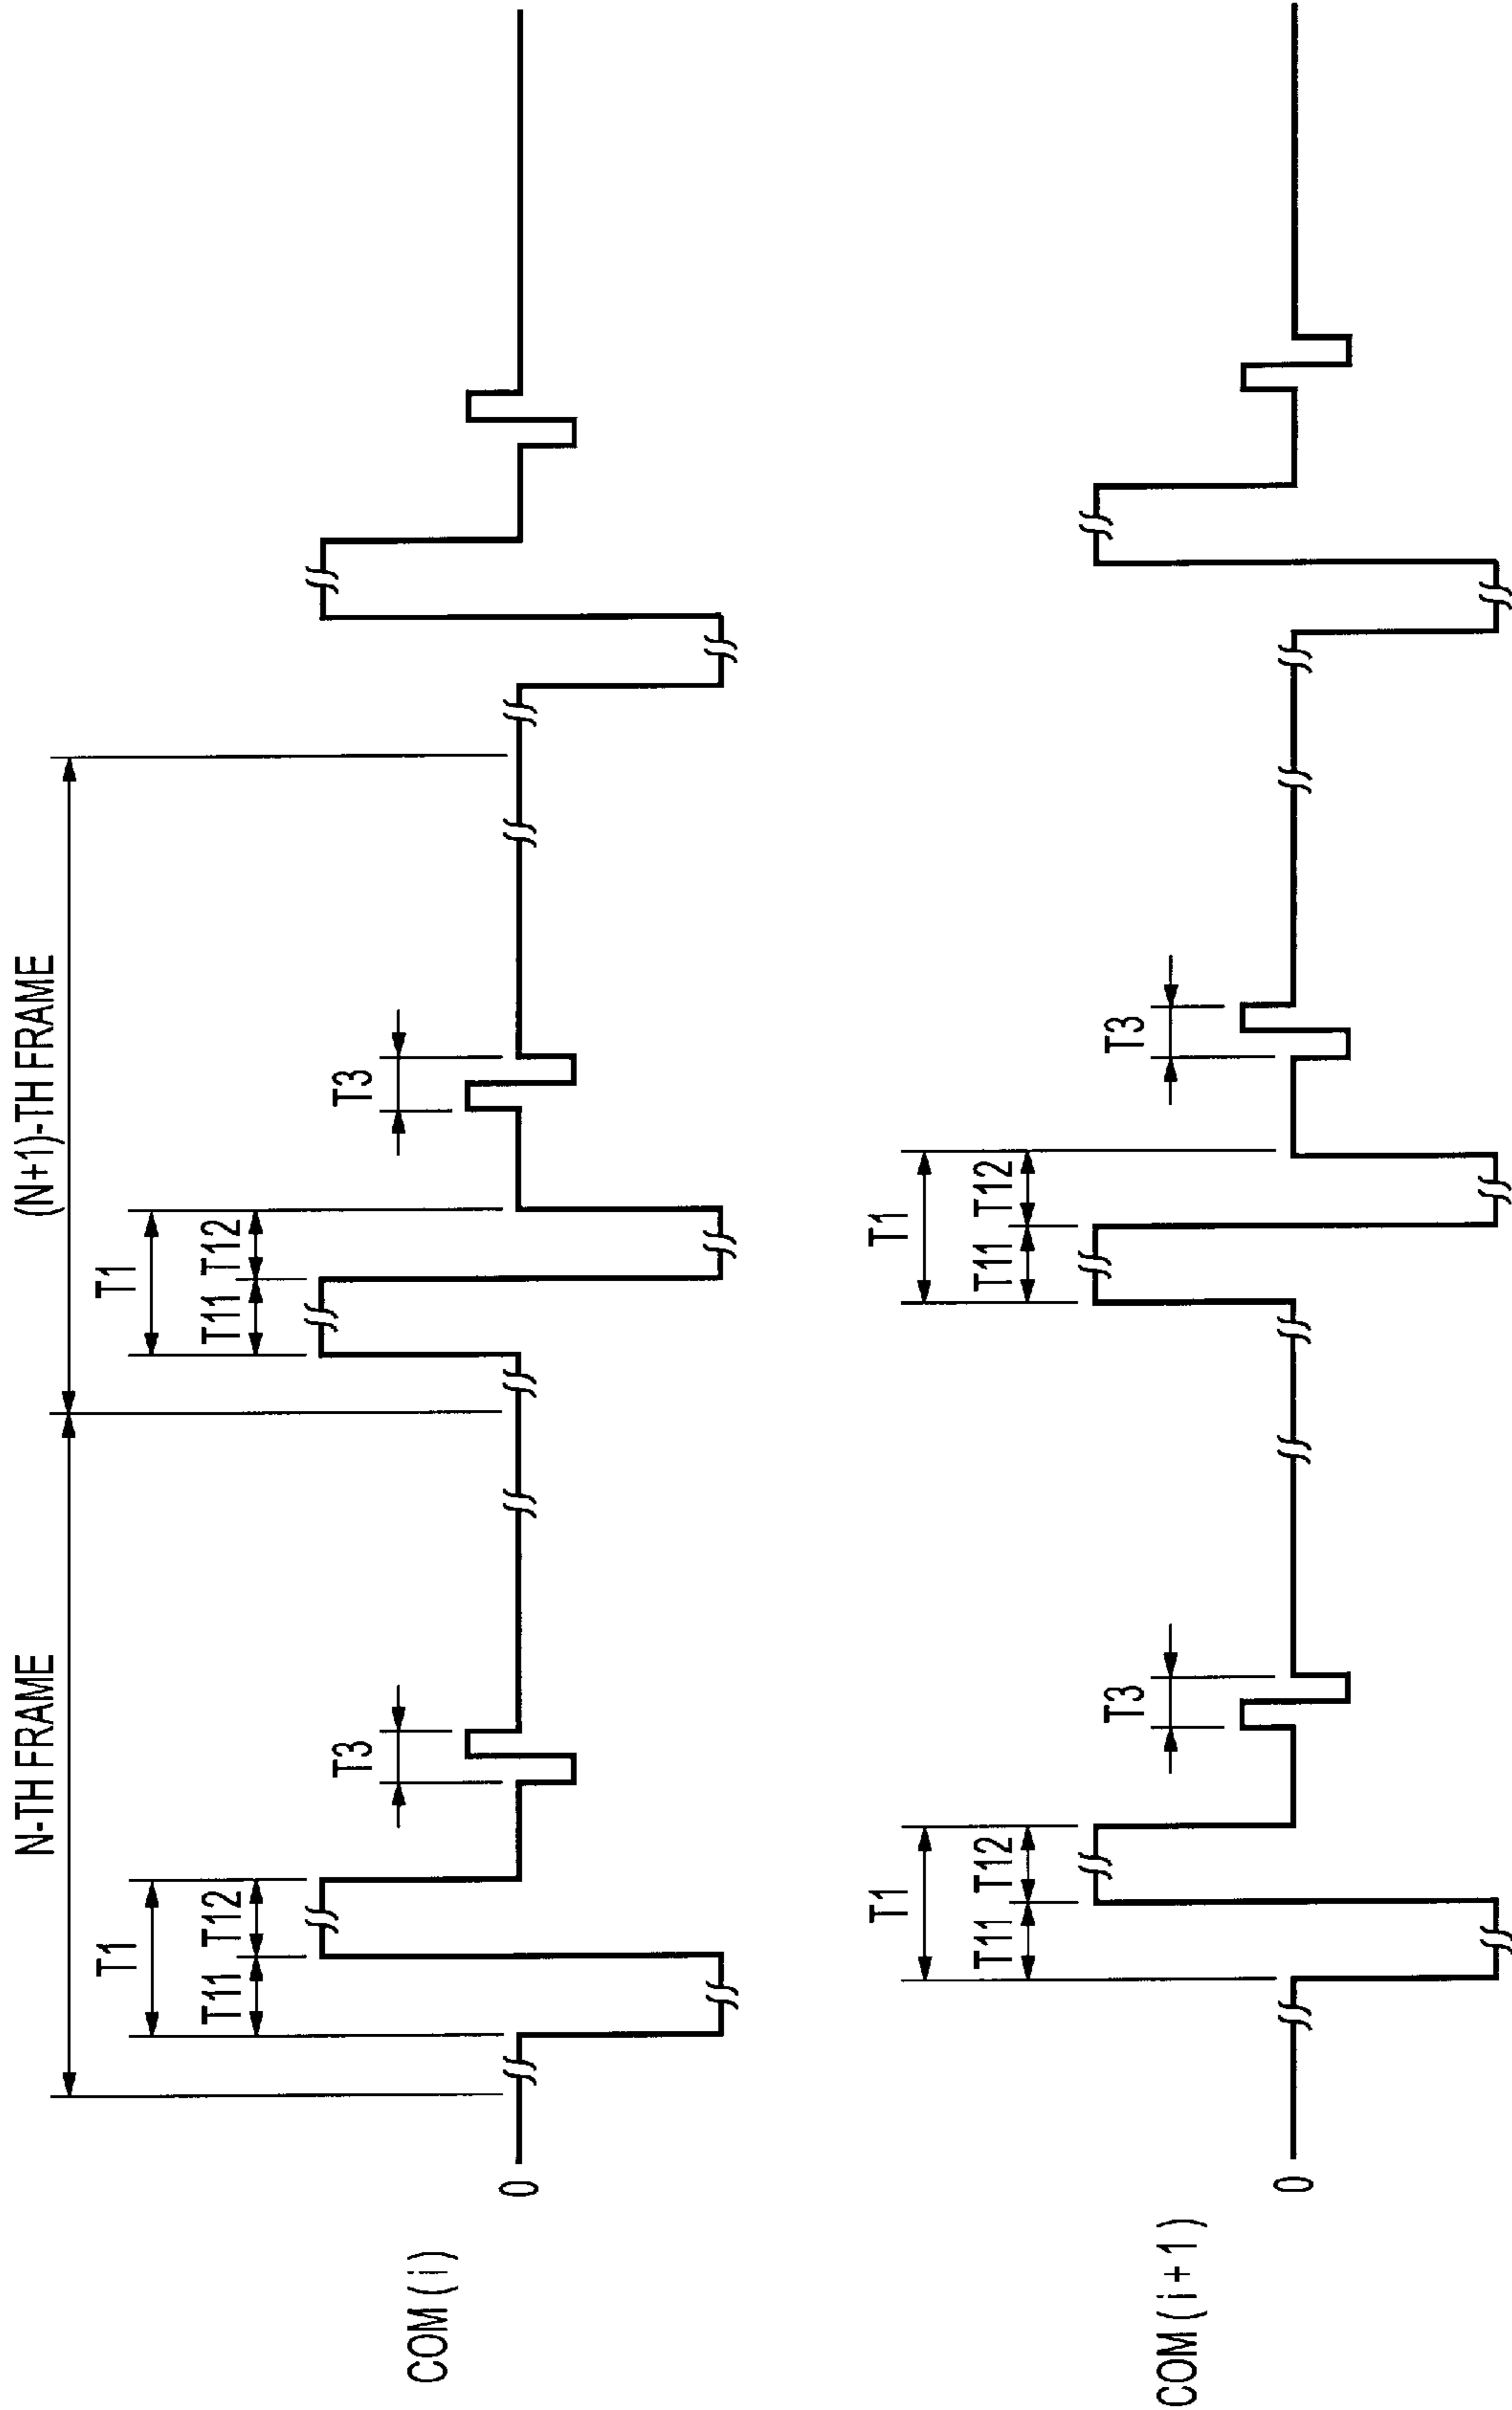 N-TH FRAME
(N+1)-TH FRAME
T1
T1
T11
T12
T11
T12
T3
T3
COM ( i )
0
T1
T1
T11
T12
T11
T12
T3
T3
COM ( i + 1 )
0